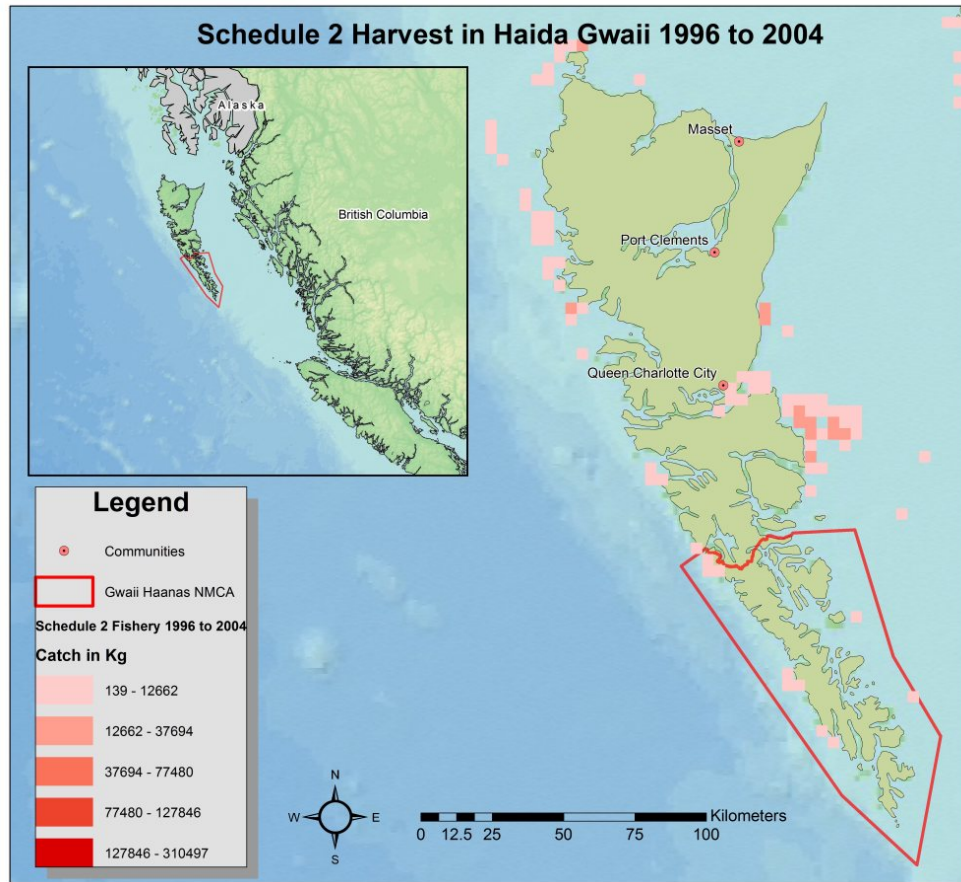 Schedule 2 Harvest in Haida Gwaii 1996 to 2004
Alaska
British Columbia
Masset
Port Clements
Queen Charlotte City
Legend
Communities
Gwaii Haanas NMCA
Schedule 2 Fishery 1996 to 2004
Catch in Kg
139 - 12662
12662 - 37694
37694 - 77480
77480 - 127846
127846 - 310497
N
W E
S
Kilometers
0 12.5 25 50 75 100